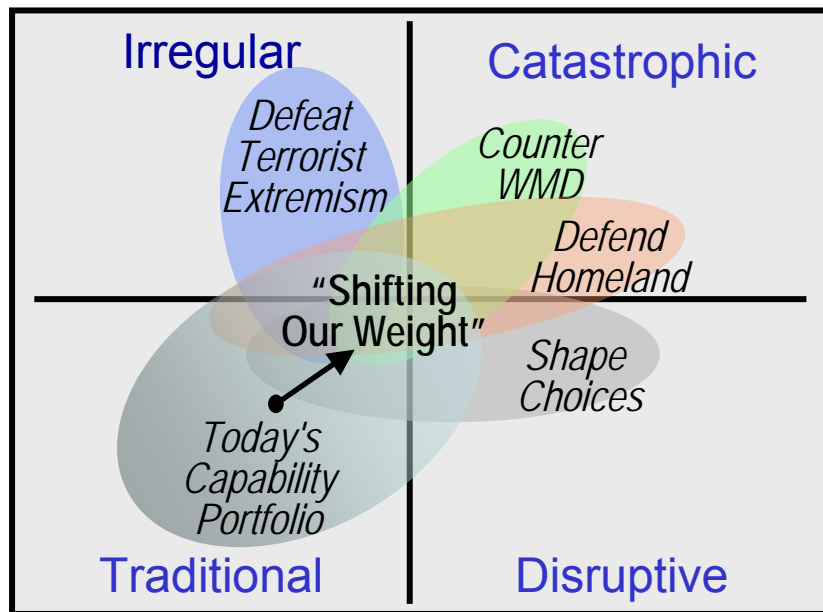 Irregular
Catastrophic
Defeat
Terrorist
Extremism
Counter
WMD
Defend
Homeland
“Shifting
Our Weight”
Shape
Choices
Today's
Capability
Portfolio
Traditional
Disruptive